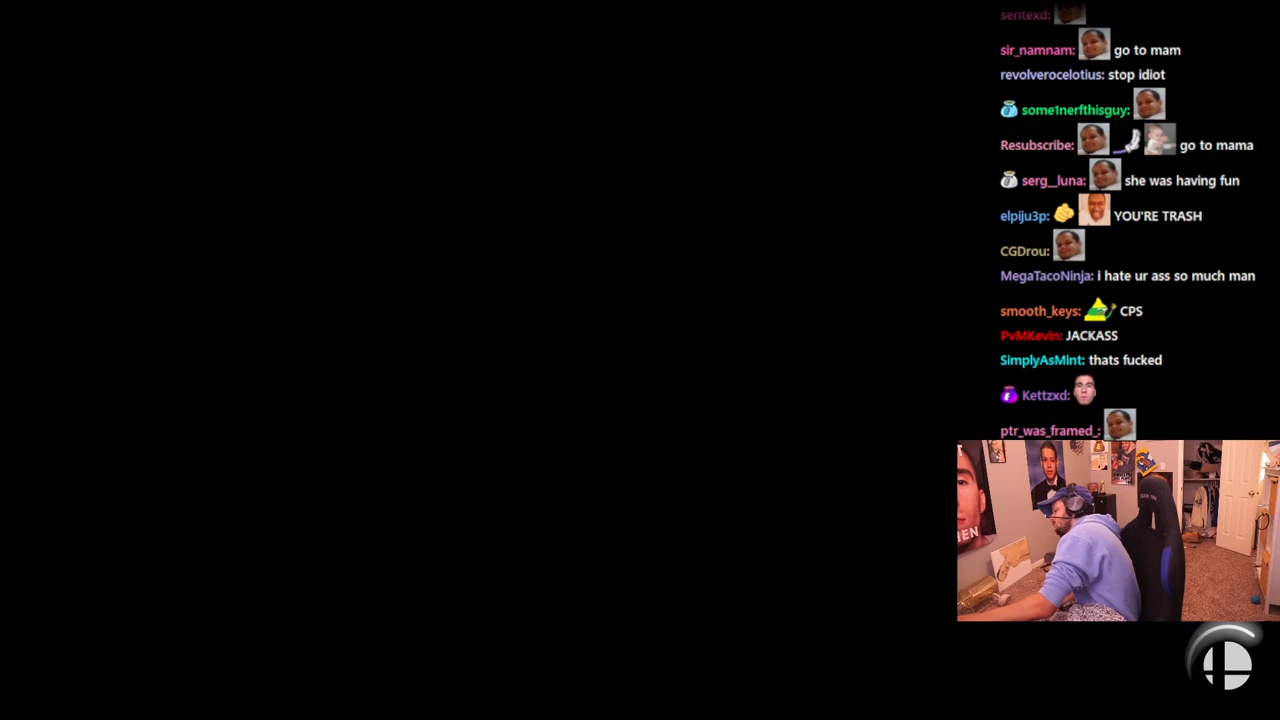 seritexd:
sir_namnam: go to mam
revolverocelotius: stop idiot
some1nerfthisguy:
Resubscribe: go to mama
serg__luna: she was having fun
elpiju3p: YOU'RE TRASH
CGDrou:
MegaTacoNinja: i hate ur ass so much man
smooth_keys: CPS
PvMKevin: JACKASS
SimplyAsMint: thats fucked
Kettzxd:
ptr_was_framed_: